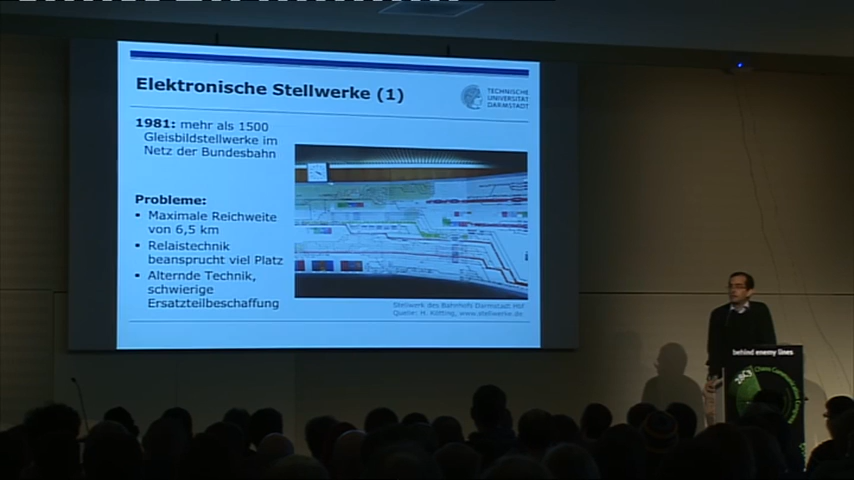 Elektronische Stellwerke (1)
TECHNISCHE
UNIVERSITÄT
DARMSTADT
1981: mehr als 1500
Gleisbildstellwerke im
Netz der Bundesbahn
Probleme:
▪ Maximale Reichweite
von 6,5 km
▪ Relaistechnik
beansprucht viel Platz
▪ Alternde Technik,
schwierige
Ersatzteilbeschaffung
Stellwerk des Bahnhofs Darmstadt Hbf
Quelle: H. Kötting, www.stellwerke.de
behind enemy lines